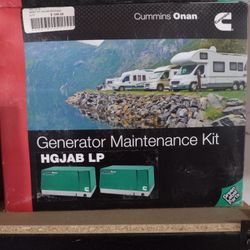 Cummins Onan
Generator Maintenance Kit
HGJAB LP